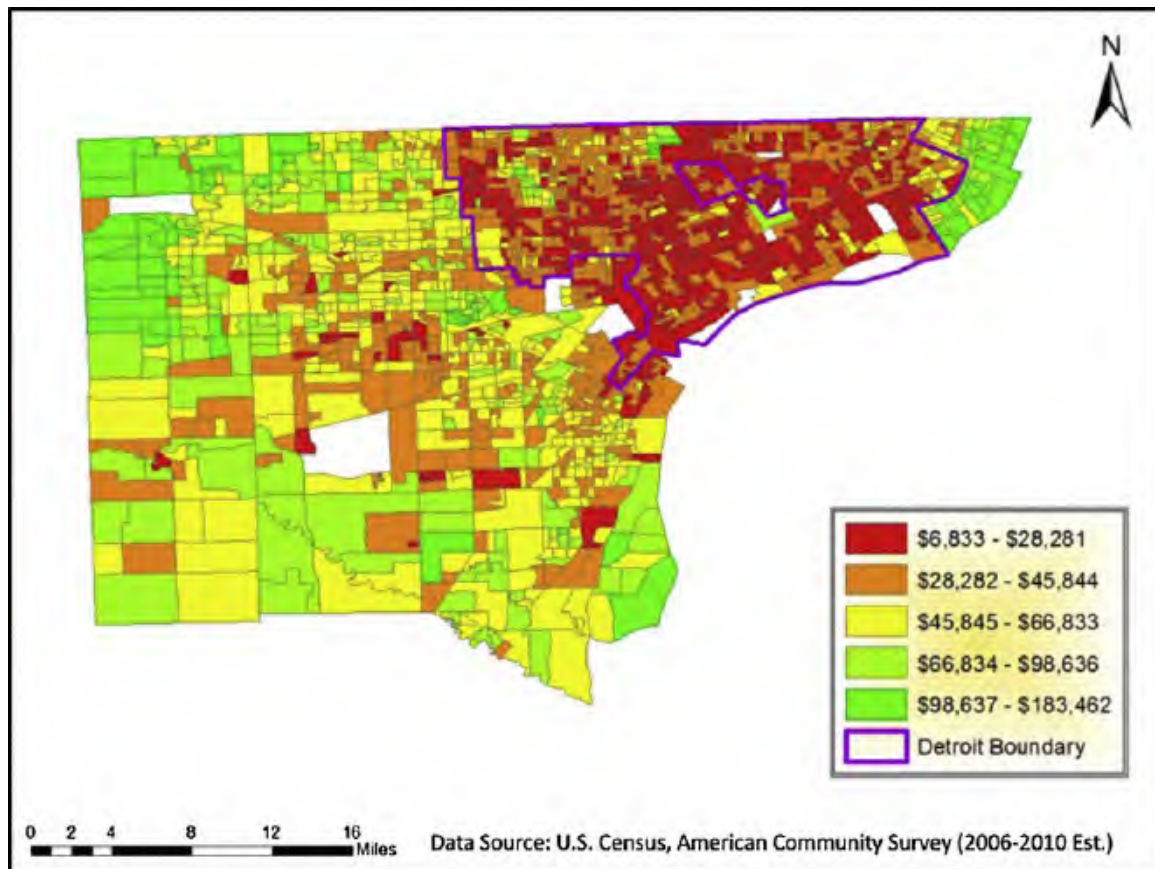 N
$6,833 - $28,281
$28,282 - $45,844
$45,845 - $66,833
$66,834 - $98,636
$98,637 - $183,462
Detroit Boundary
0 2 4 8 12 16
Miles
Data Source: U.S. Census, American Community Survey (2006-2010 Est.)